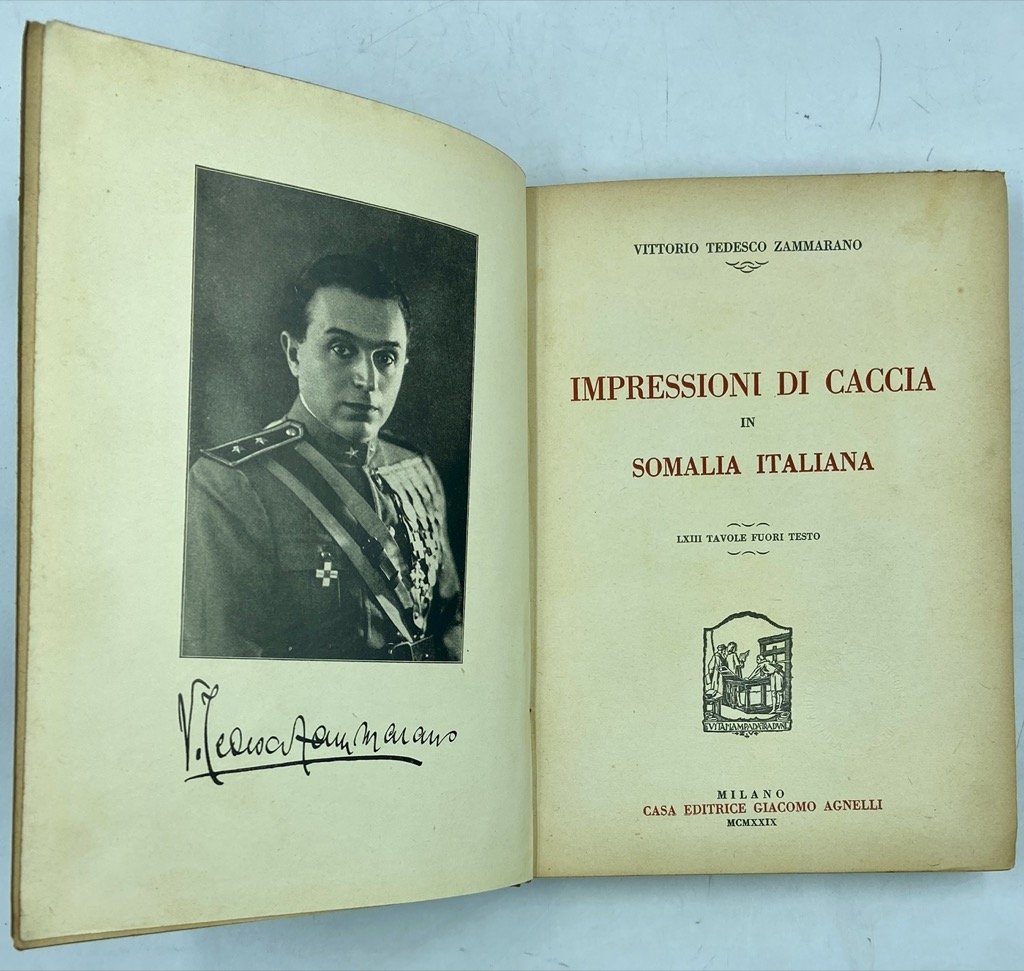 V. Tedesco Zammarano
VITTORIO TEDESCO ZAMMARANO
IMPRESSIONI DI CACCIA
IN
SOMALIA ITALIANA
LXIII TAVOLE FUORI TESTO
MILANO
CASA EDITRICE GIACOMO AGNELLI
MCMXXIX